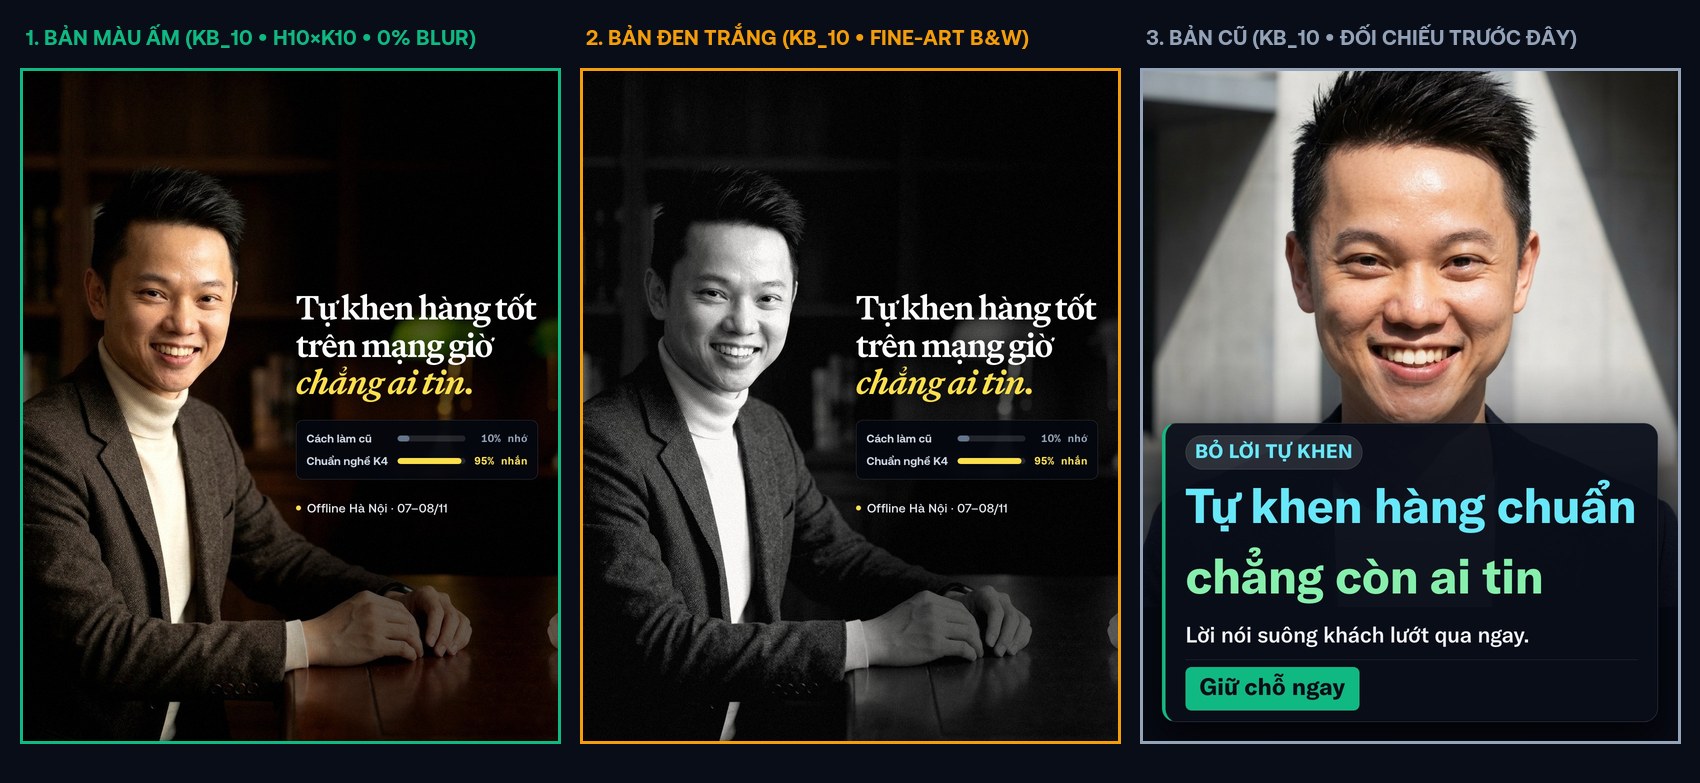 1. BẢN MÀU ẤM (KB_10 • H10×K10 • 0% BLUR)
Tự khen hàng tốt
trên mạng giờ
chẳng ai tin.
Cách làm cũ 10% nhớ
Chuẩn nghề K4 95% nhắn
• Offline Hà Nội · 07–08/11
2. BẢN ĐEN TRẮNG (KB_10 • FINE-ART B&W)
Tự khen hàng tốt
trên mạng giờ
chẳng ai tin.
Cách làm cũ 10% nhớ
Chuẩn nghề K4 95% nhắn
• Offline Hà Nội · 07–08/11
3. BẢN CŨ (KB_10 • ĐỐI CHIẾU TRƯỚC ĐÂY)
BỎ LỜI TỰ KHEN
Tự khen hàng chuẩn
chẳng còn ai tin
Lời nói suông khách lướt qua ngay.
Giữ chỗ ngay